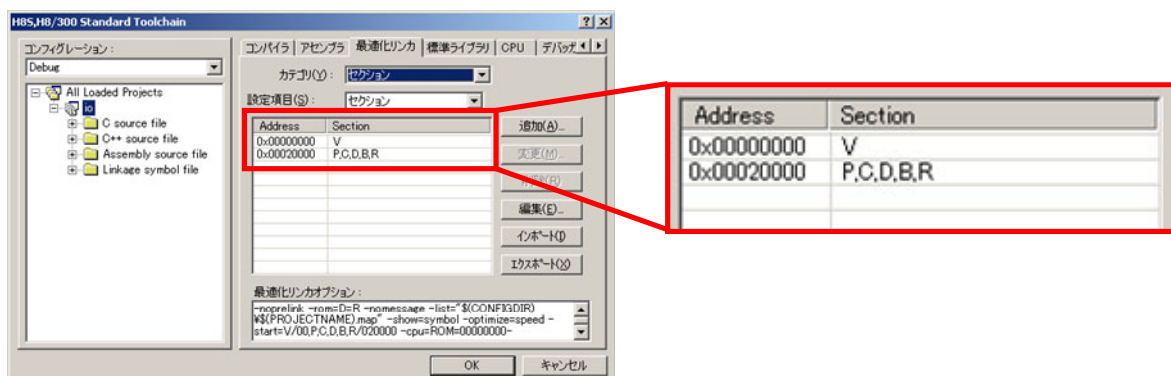 H8S,H8/300 Standard Toolchain
コンフィグレーション :
Debug
All Loaded Projects
io
C source file
C++ source file
Assembly source file
Linkage symbol file
コンパイラ アセンブラ 最適化リンカ 標準ライブラリ CPU デバッガ
カテゴリ(Y) : セクション
設定項目(S) : セクション
Address Section
0x00000000 V
0x00020000 P,C,D,B,R
追加(A)...
変更(M)...
削除(R)
編集(E)...
インポート(I)
エクスポート(X)
最適化リンカオプション :
-noprelink -rom=D=R -nomessage -list="$(CONFIGDIR)
¥$(PROJECTNAME).map" -show=symbol -optimize=speed -
start=V/00,P,C,D,B,R/020000 -cpu=ROM=00000000-
OK キャンセル
Address Section
0x00000000 V
0x00020000 P,C,D,B,R